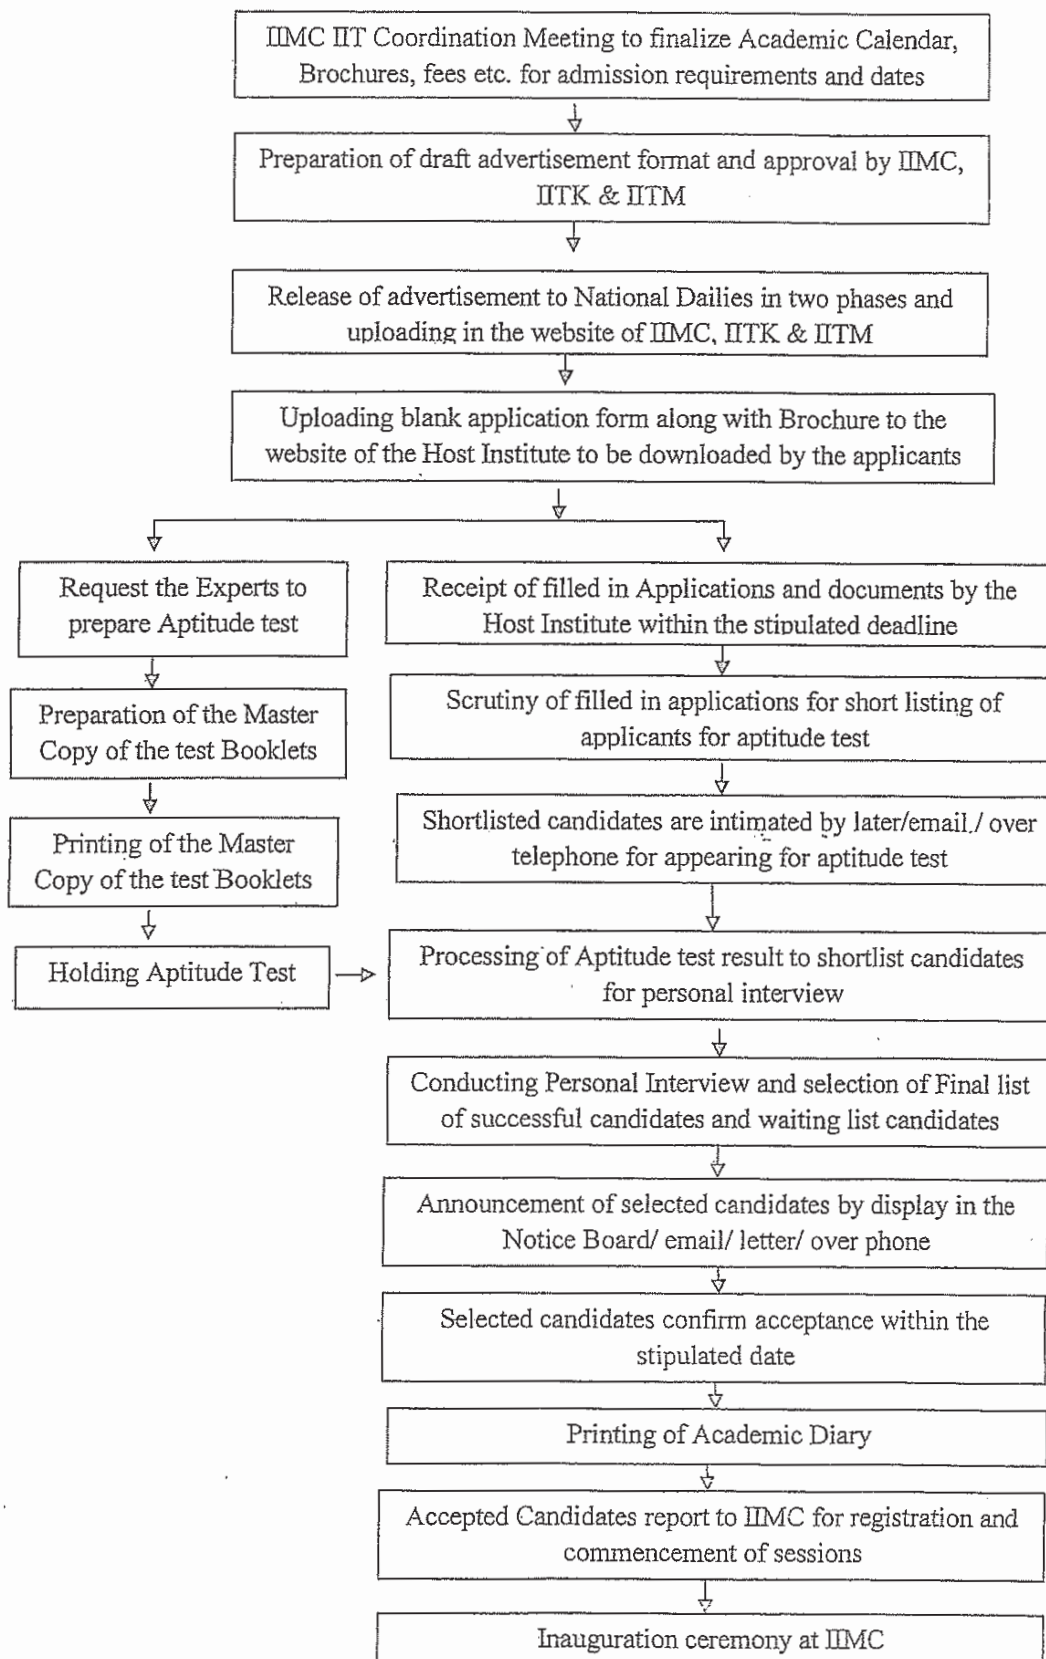 IIMC IIT Coordination Meeting to finalize Academic Calendar,
Brochures, fees etc. for admission requirements and dates
Preparation of draft advertisement format and approval by IIMC,
IITK & IITM
Release of advertisement to National Dailies in two phases and
uploading in the website of IIMC, IITK & IITM
Uploading blank application form along with Brochure to the
website of the Host Institute to be downloaded by the applicants
Request the Experts to
prepare Aptitude test
Preparation of the Master
Copy of the test Booklets
Printing of the Master
Copy of the test Booklets
Holding Aptitude Test
Receipt of filled in Applications and documents by the
Host Institute within the stipulated deadline
Scrutiny of filled in applications for short listing of
applicants for aptitude test
Shortlisted candidates are intimated by later/email./ over
telephone for appearing for aptitude test
Processing of Aptitude test result to shortlist candidates
for personal interview
Conducting Personal Interview and selection of Final list
of successful candidates and waiting list candidates
Announcement of selected candidates by display in the
Notice Board/ email/ letter/ over phone
Selected candidates confirm acceptance within the
stipulated date
Printing of Academic Diary
Accepted Candidates report to IIMC for registration and
commencement of sessions
Inauguration ceremony at IIMC